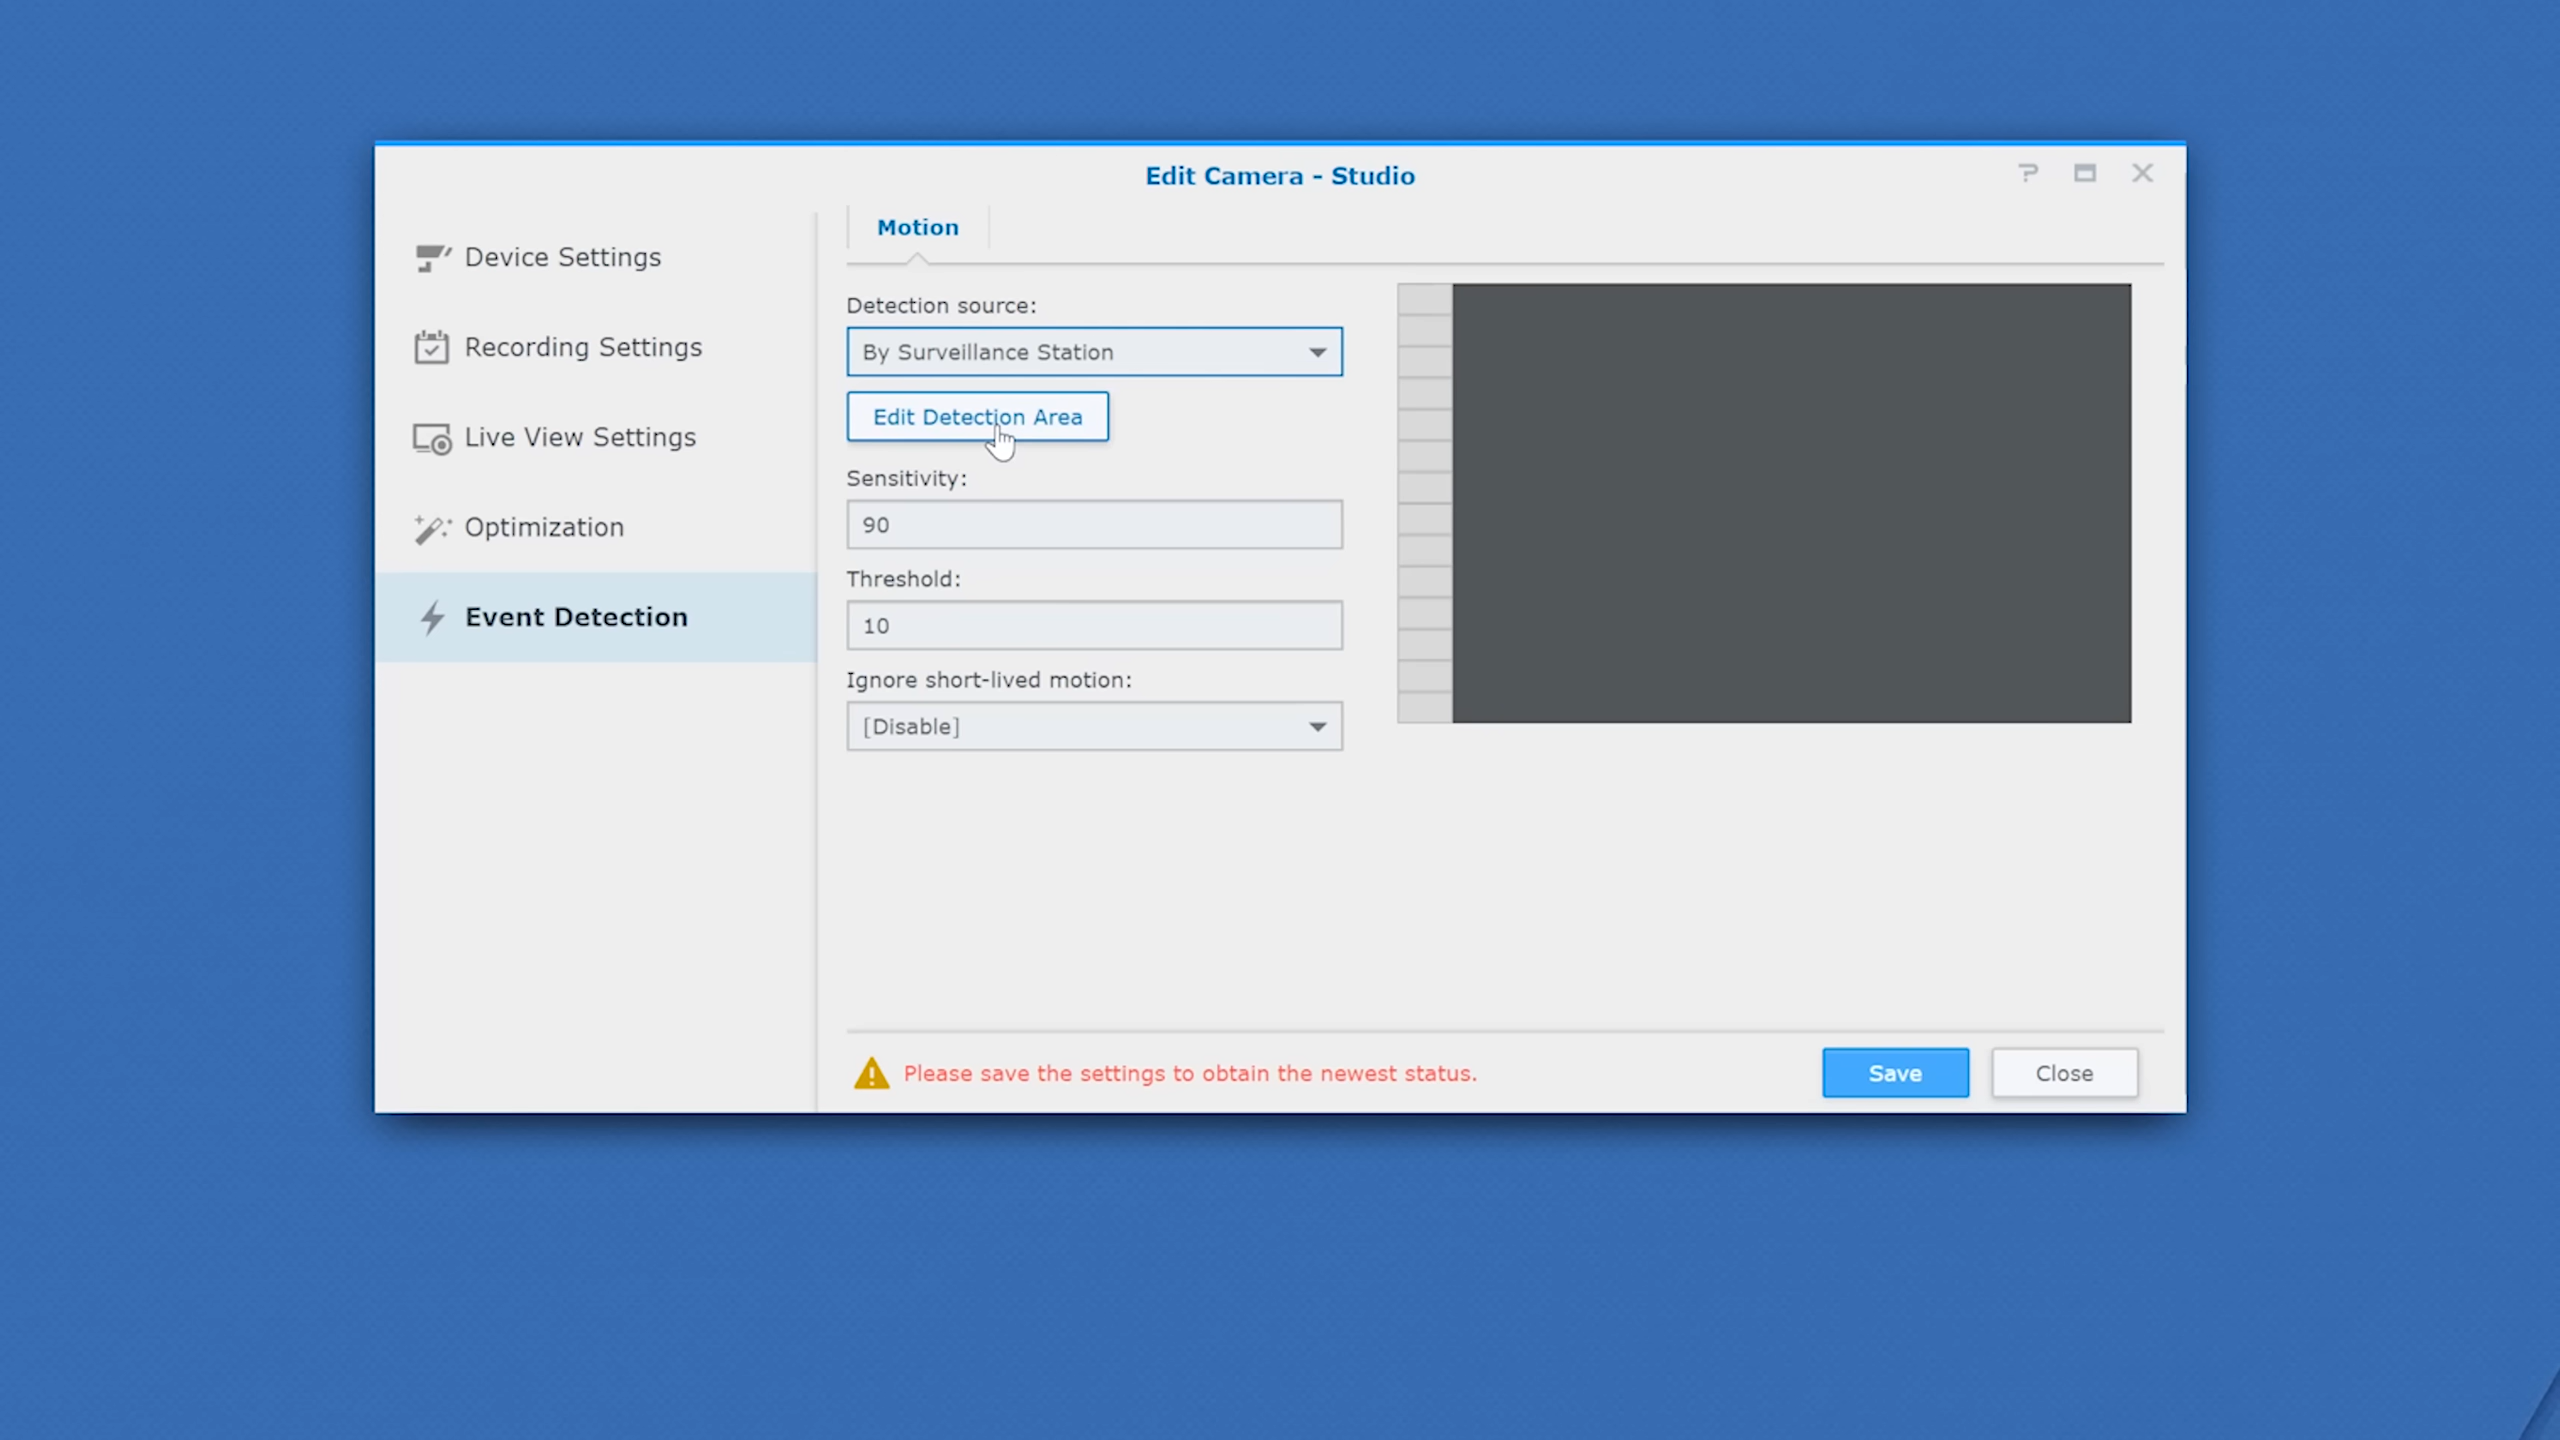 Edit Camera - Studio
Device Settings
Recording Settings
Live View Settings
Optimization
Event Detection
Motion
Detection source:
By Surveillance Station
Edit Detection Area
Sensitivity:
90
Threshold:
10
Ignore short-lived motion:
[Disable]
Please save the settings to obtain the newest status.
Save
Close